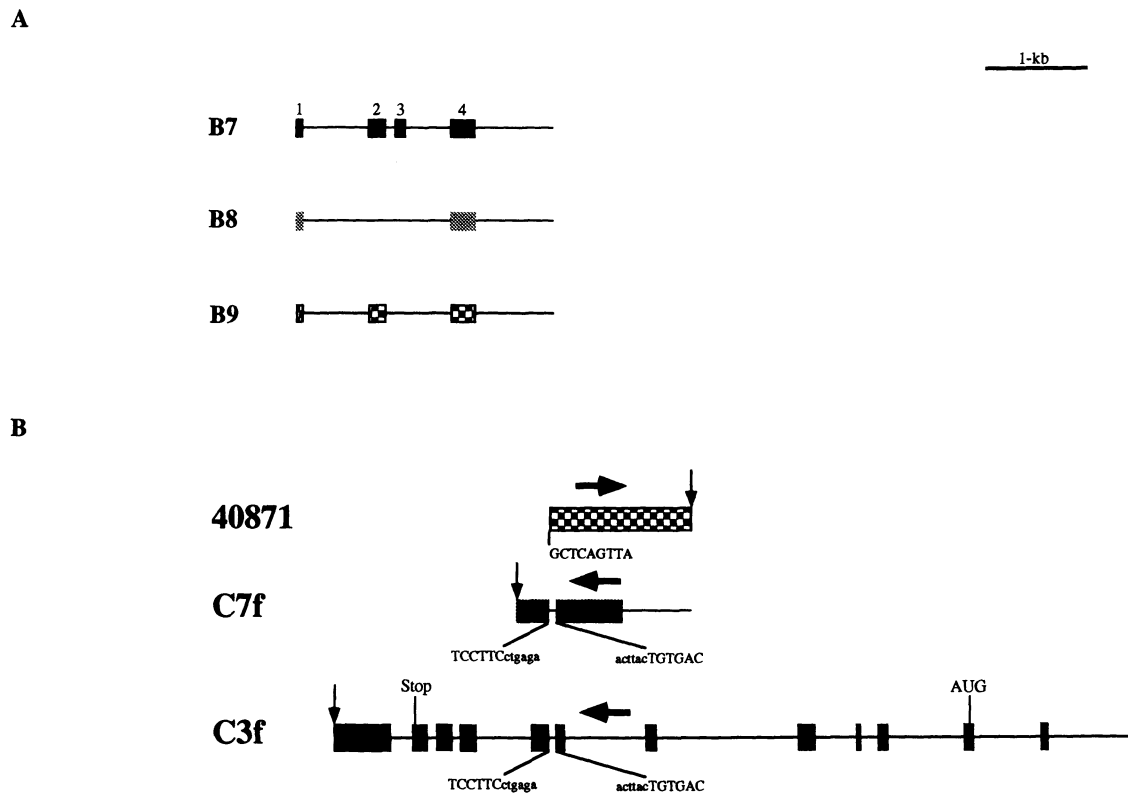 A
1-kb
1 2 3 4
B7
B8
B9
B
40871
GCTCAGTTA
C7f
TCCTTCctgaga acttacTGTGAC
Stop AUG
C3f
TCCTTCctgaga acttacTGTGAC